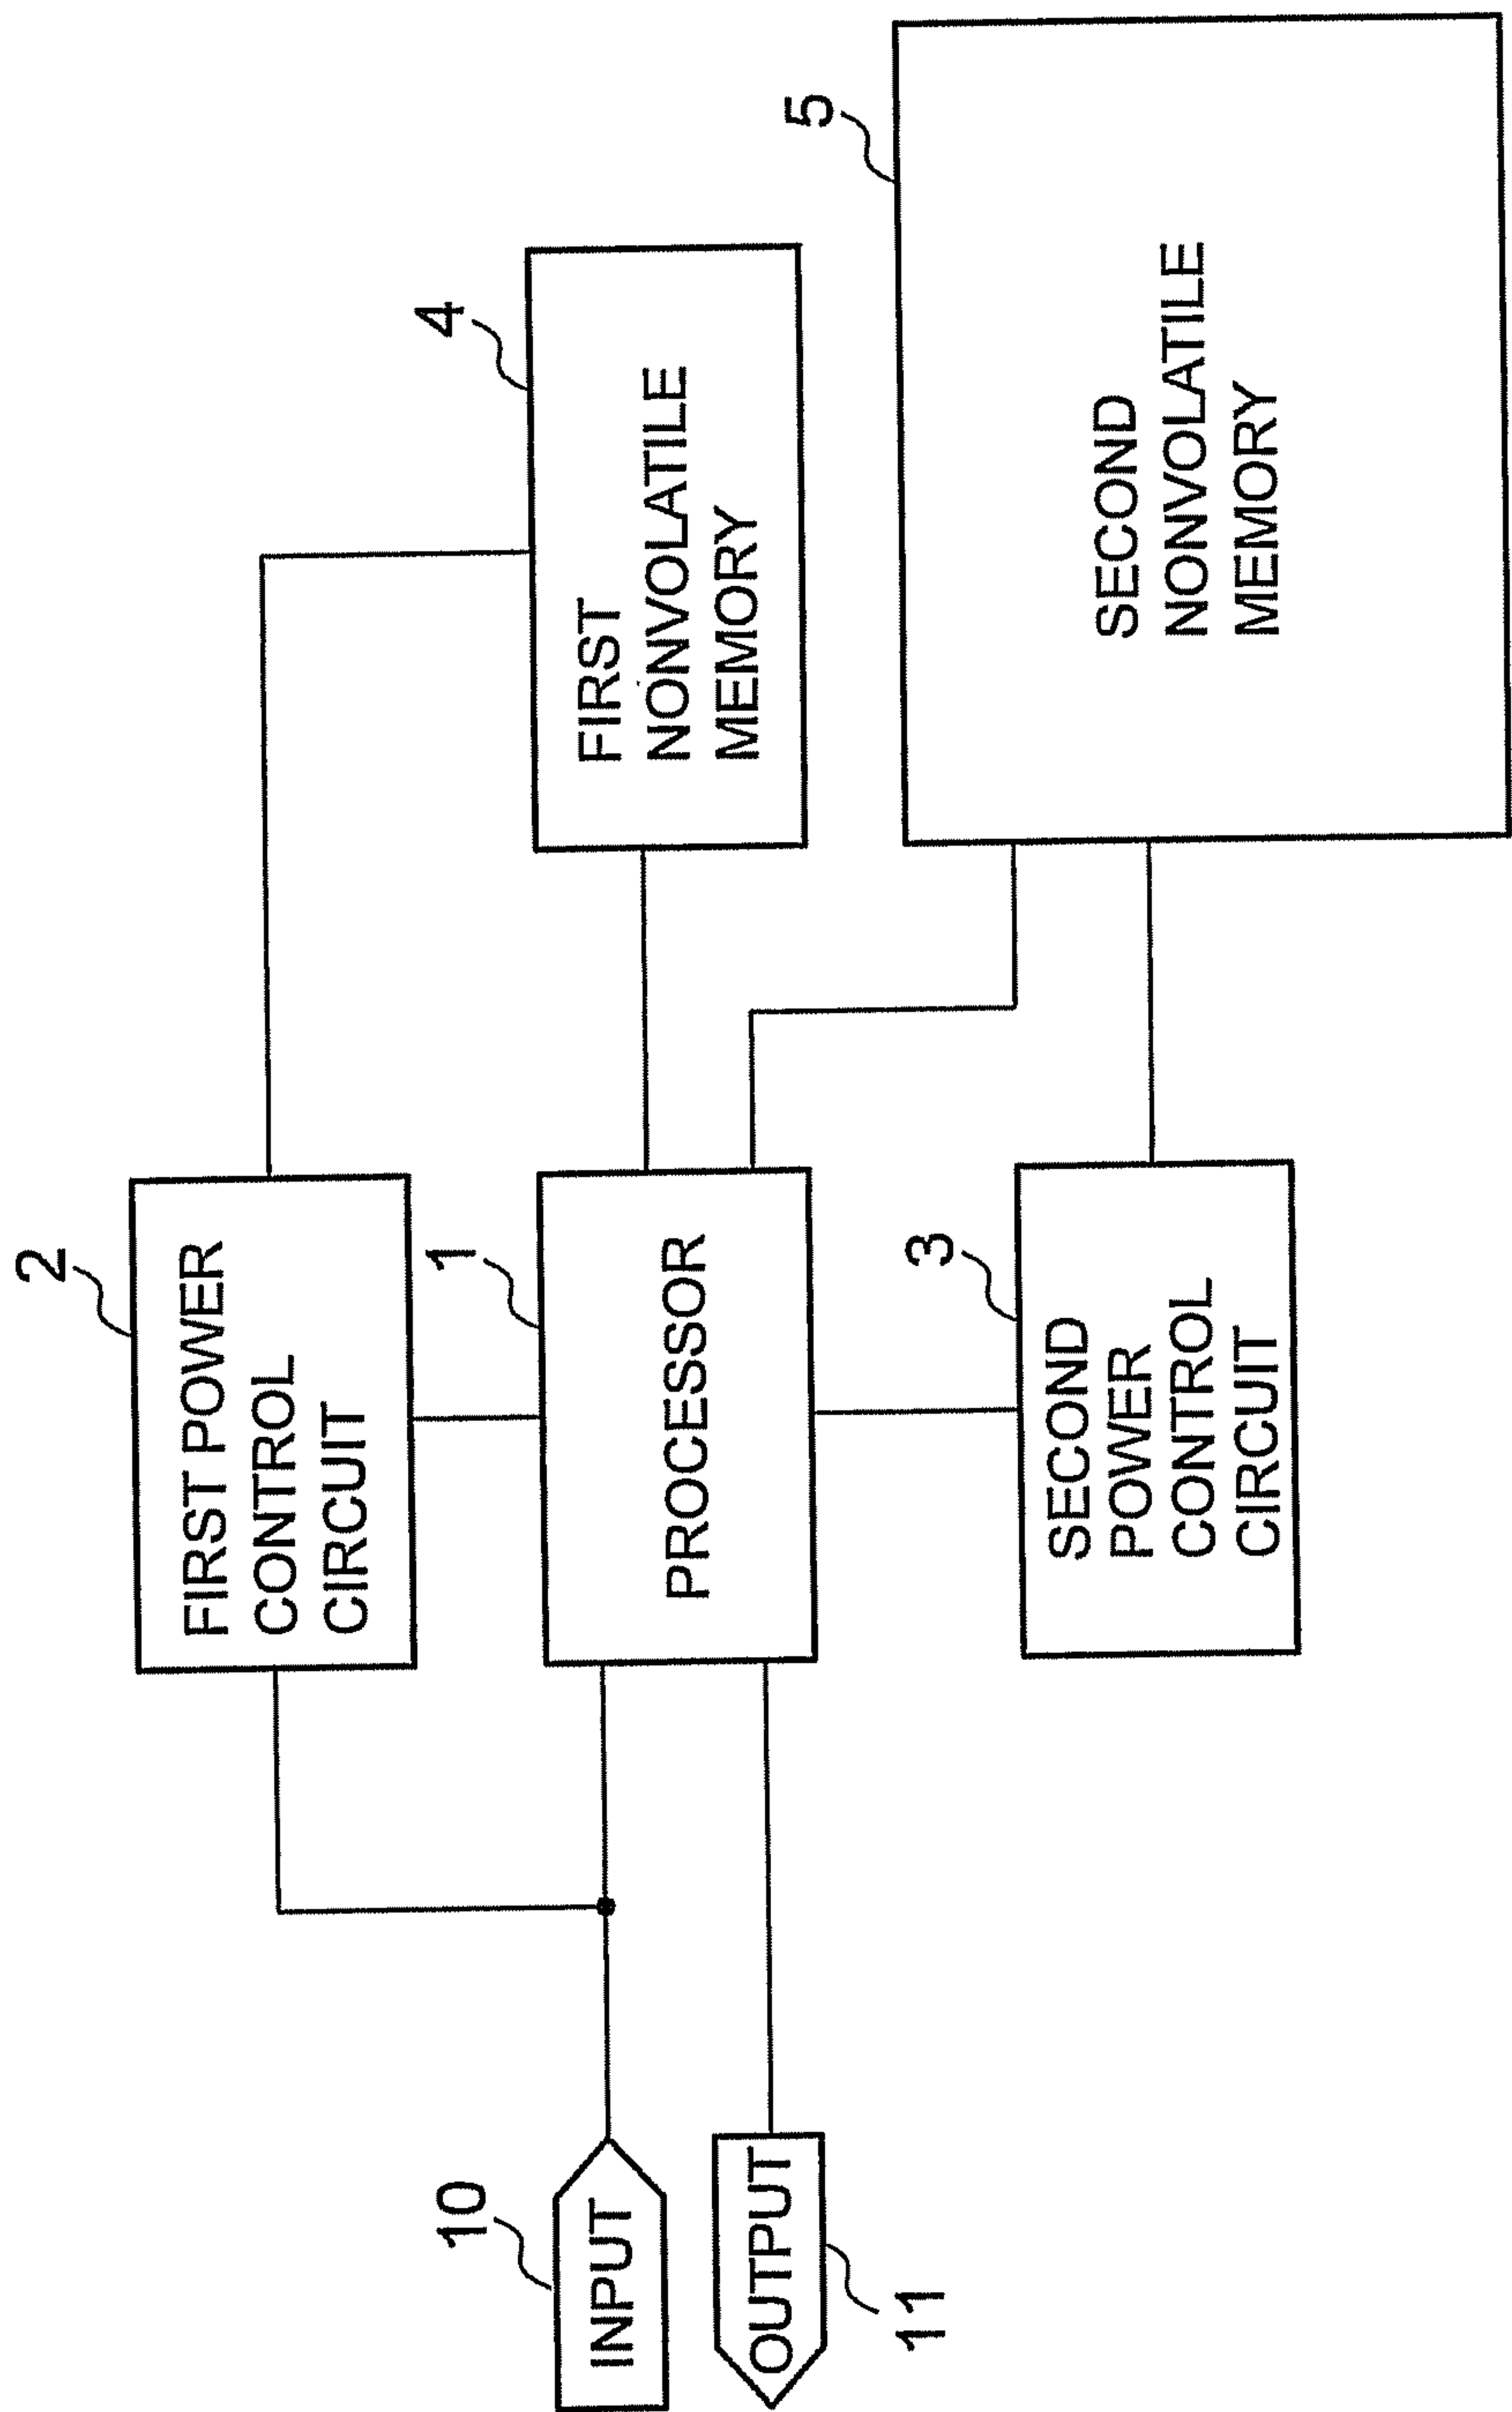 2
FIRST POWER
CONTROL
CIRCUIT
4
FIRST
NONVOLATILE
MEMORY
10
INPUT
1
PROCESSOR
5
SECOND
NONVOLATILE
MEMORY
OUTPUT
11
3
SECOND
POWER
CONTROL
CIRCUIT